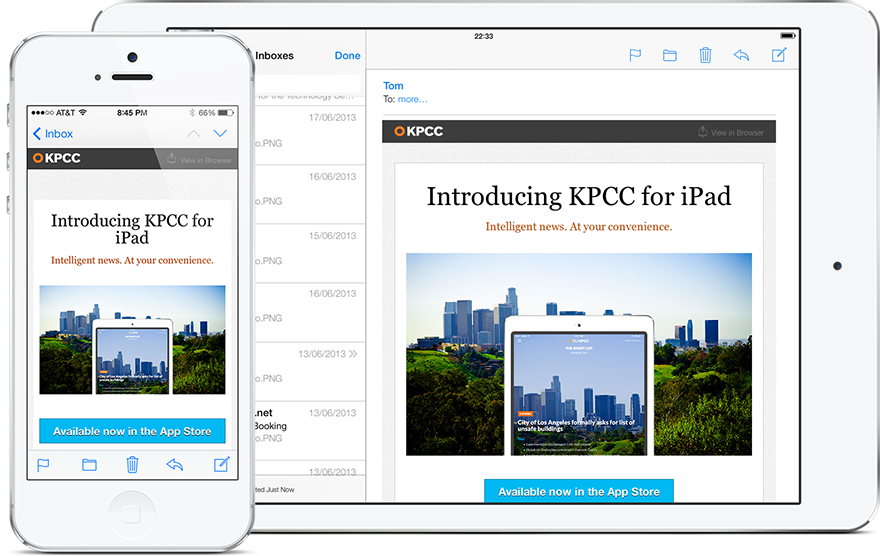 ●●●○○ AT&T 8:45 PM 66%
Inbox
KPCC View in Browser
Introducing KPCC for
iPad
Intelligent news. At your convenience.
City of Los Angeles formally asks for list of
unsafe buildings
Available now in the App Store
22:33
Inboxes Done
17/06/2013
o.PNG
16/06/2013
o.PNG
15/06/2013
o.PNG
16/06/2013
o.PNG
13/06/2013
o.PNG
.net 13/06/2013
Booking
o.PNG
13/06/2013
ted Just Now
Tom
To: more...
KPCC View in Browser
Introducing KPCC for iPad
Intelligent news. At your convenience.
KPCC
THE SHORT LIST
City of Los Angeles formally asks for list of
unsafe buildings
Available now in the App Store